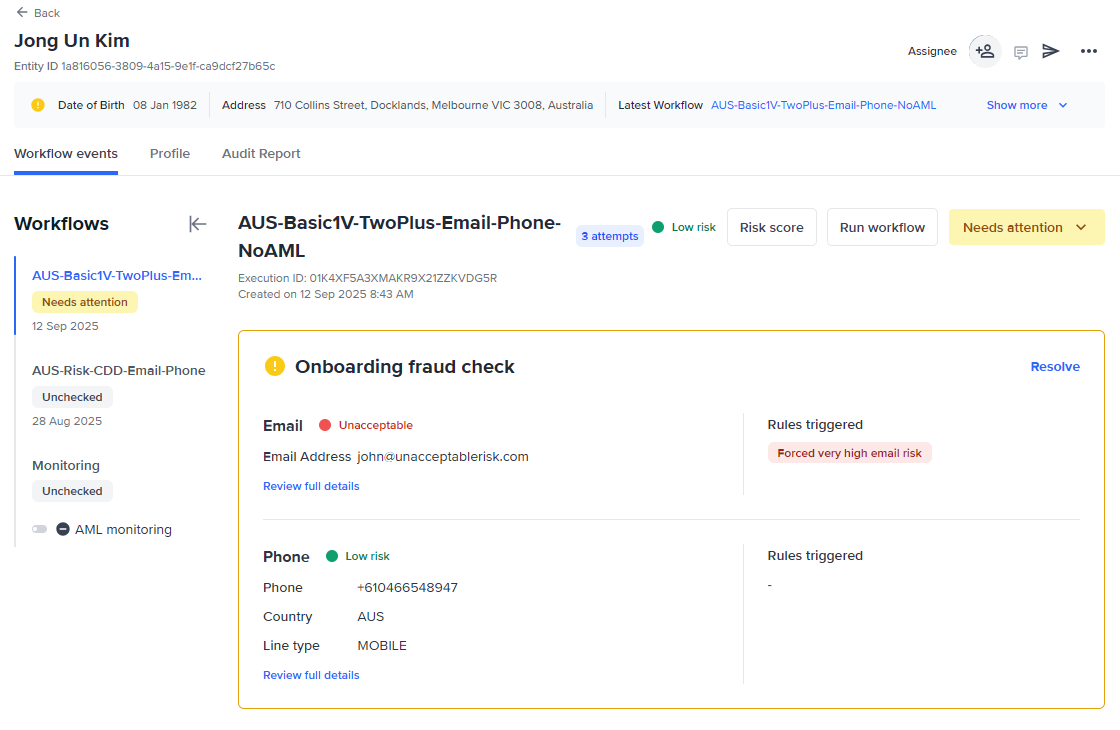 Back
Jong Un Kim
Entity ID 1a816056-3809-4a15-9e1f-ca9dcf27b65c
Assignee
Date of Birth 08 Jan 1982
Address 710 Collins Street, Docklands, Melbourne VIC 3008, Australia
Latest Workflow AUS-Basic1V-TwoPlus-Email-Phone-NoAML
Show more
Workflow events
Profile
Audit Report
Workflows
AUS-Basic1V-TwoPlus-Em...
Needs attention
12 Sep 2025
AUS-Risk-CDD-Email-Phone
Unchecked
28 Aug 2025
Monitoring
Unchecked
AML monitoring
AUS-Basic1V-TwoPlus-Email-Phone-
NoAML
3 attempts
Low risk
Risk score
Run workflow
Needs attention
Execution ID: 01K4XF5A3XMAKR9X21ZZKVDG5R
Created on 12 Sep 2025 8:43 AM
Onboarding fraud check
Resolve
Email Unacceptable
Email Address john@unacceptablerisk.com
Review full details
Rules triggered
Forced very high email risk
Phone Low risk
Phone +610466548947
Country AUS
Line type MOBILE
Review full details
Rules triggered
-